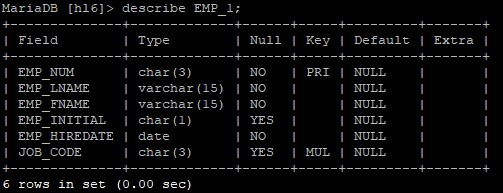 MariaDB [hl6]> describe EMP_1;
+--------------+-------------+------+-----+---------+-------+
| Field        | Type        | Null | Key | Default | Extra |
+--------------+-------------+------+-----+---------+-------+
| EMP_NUM      | char(3)     | NO   | PRI | NULL    |       |
| EMP_LNAME    | varchar(15) | NO   |     | NULL    |       |
| EMP_FNAME    | varchar(15) | NO   |     | NULL    |       |
| EMP_INITIAL  | char(1)     | YES  |     | NULL    |       |
| EMP_HIREDATE | date        | NO   |     | NULL    |       |
| JOB_CODE     | char(3)     | YES  | MUL | NULL    |       |
+--------------+-------------+------+-----+---------+-------+
6 rows in set (0.00 sec)